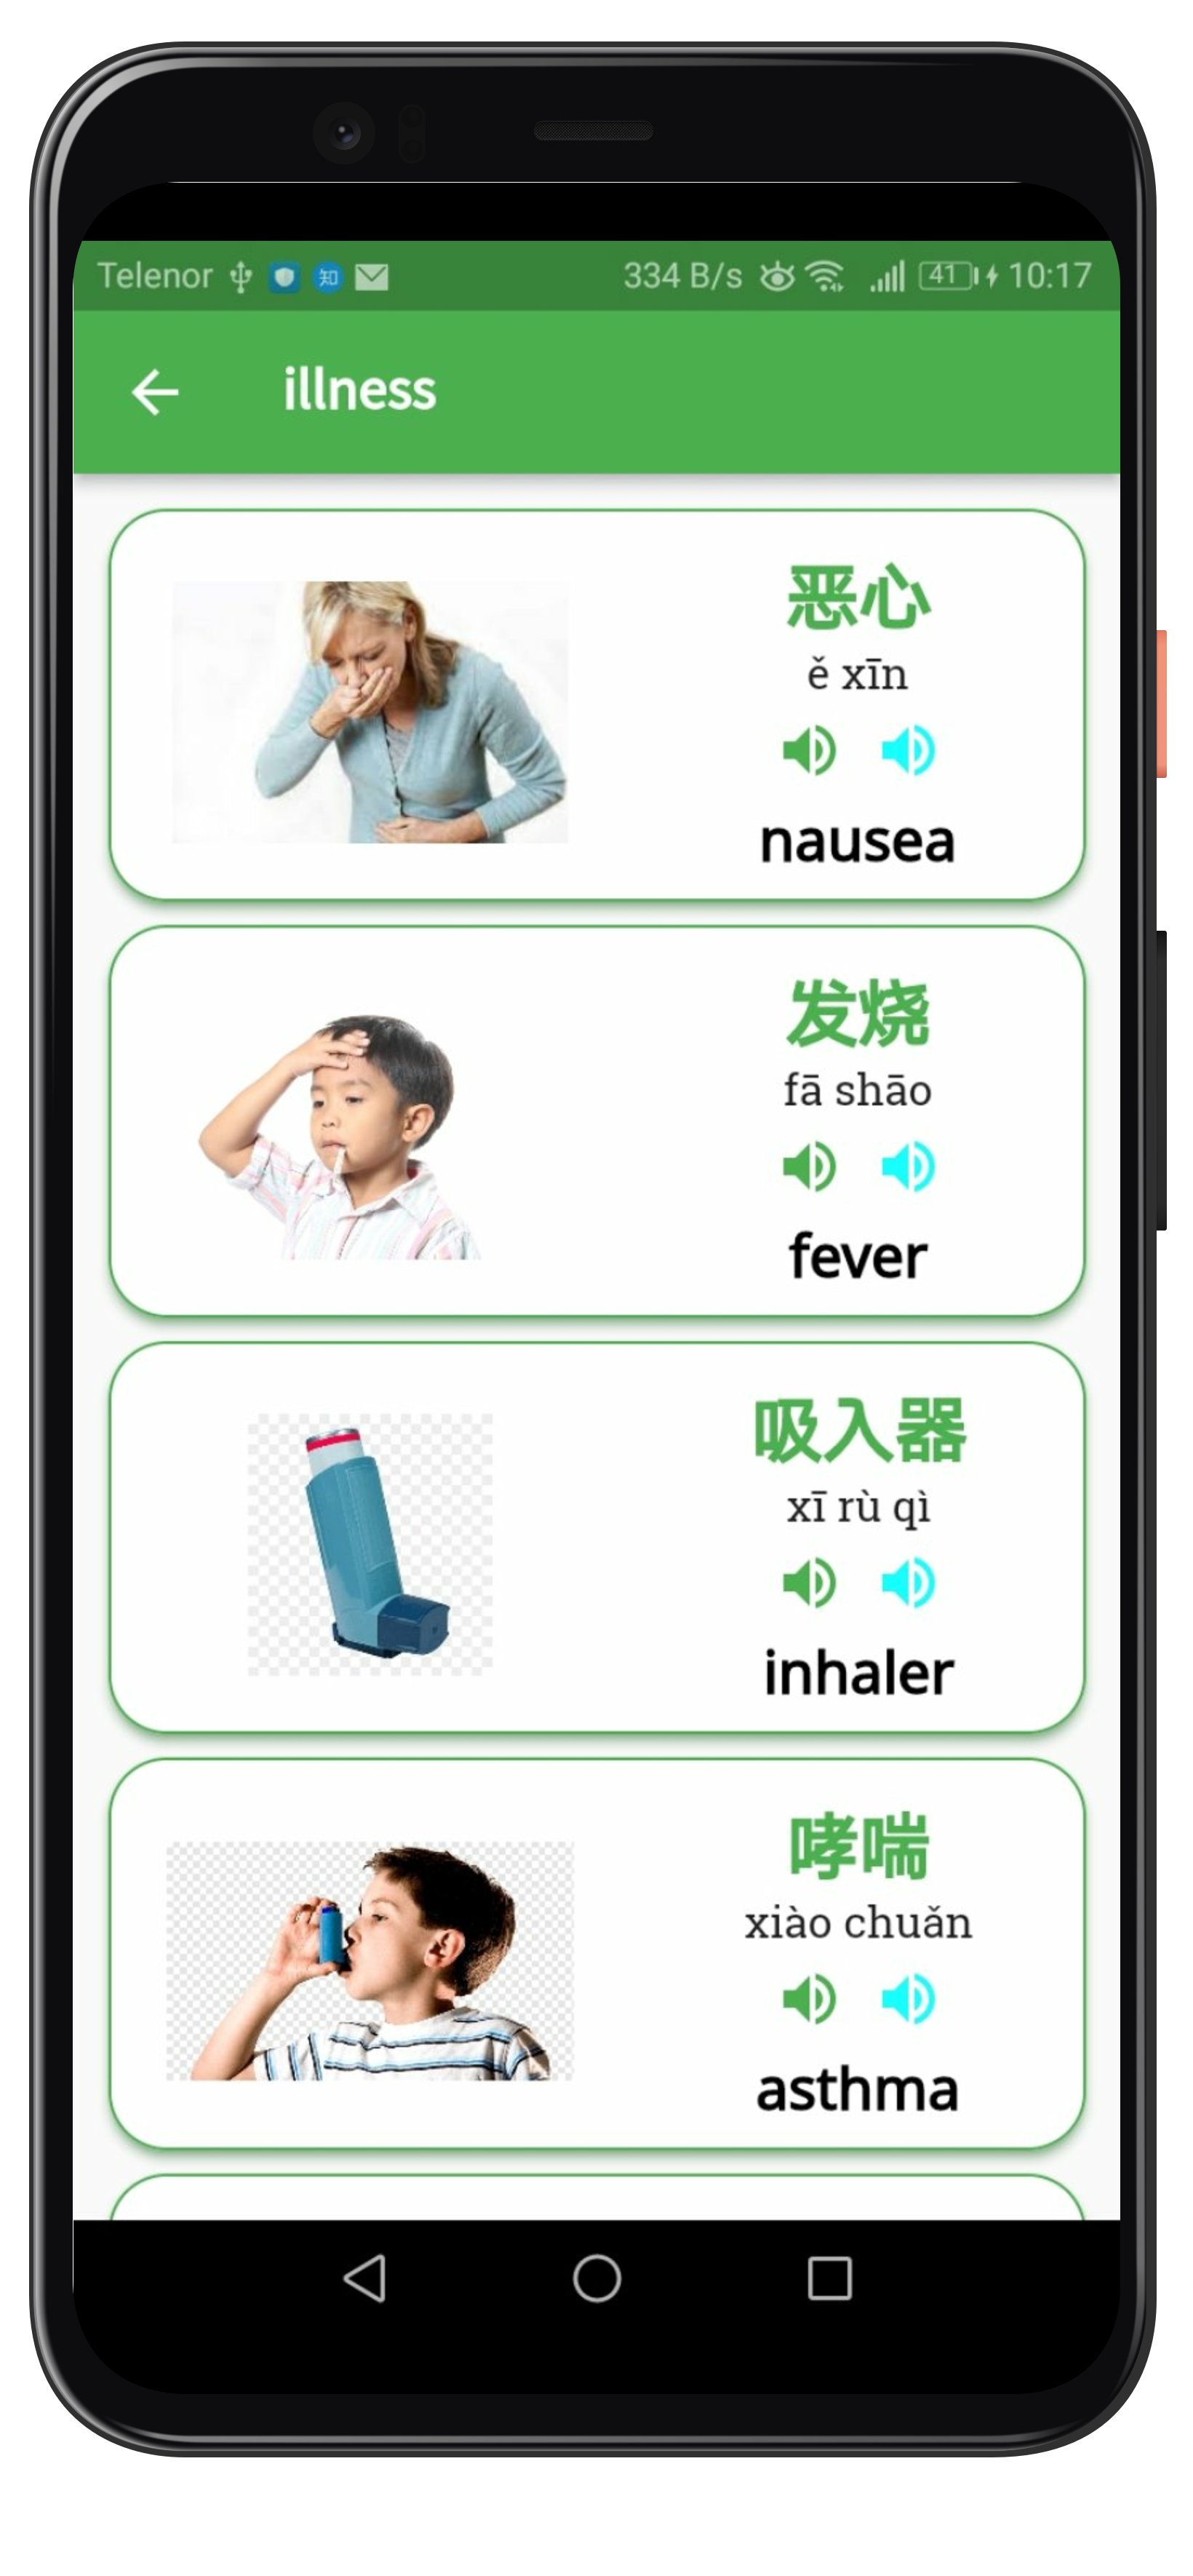 Telenor 知 334 B/s 41 10:17
illness
恶心
ě xīn
nausea
发烧
fā shāo
fever
吸入器
xī rù qì
inhaler
哮喘
xiào chuǎn
asthma